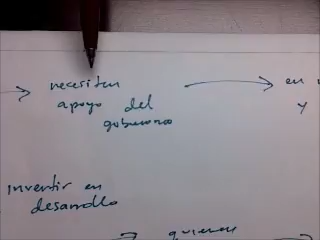 necesitan
apoyo del
gobierno
en
y
invertir en
desarrollo
quieren